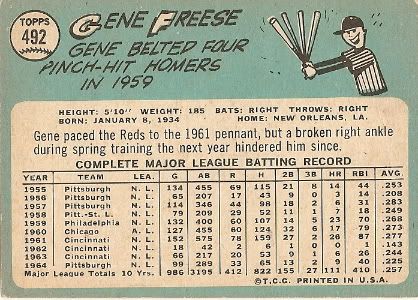 TOPPS
492
GENE FREESE
GENE BELTED FOUR
PINCH-HIT HOMERS
IN 1959
HEIGHT: 5'10" WEIGHT: 185 BATS: RIGHT THROWS: RIGHT
BORN: JANUARY 8, 1934 HOME: NEW ORLEANS, LA.
Gene paced the Reds to the 1961 pennant, but a broken right ankle
during spring training the next year hindered him since.
COMPLETE MAJOR LEAGUE BATTING RECORD
YEAR TEAM LEA. G AB R H 2B 3B HR RBI AVG.
1955 Pittsburgh N. L. 134 455 69 115 21 8 14 44 .253
1956 Pittsburgh N. L. 65 207 17 43 9 0 3 14 .208
1957 Pittsburgh N. L. 114 346 44 98 18 2 6 31 .283
1958 Pitt.-St. L. N. L. 79 209 29 52 11 1 7 18 .249
1959 Philadelphia N. L. 132 400 60 107 14 5 23 70 .268
1960 Chicago A. L. 127 455 60 124 32 6 17 79 .273
1961 Cincinnati N. L. 152 575 78 159 27 2 26 87 .277
1962 Cincinnati N. L. 18 42 2 6 1 0 0 1 .143
1963 Cincinnati N. L. 66 217 20 53 9 1 6 26 .244
1964 Pittsburgh N. L. 99 289 33 65 13 2 9 40 .225
Major League Totals 10 Yrs. 986 3195 412 822 155 27 111 410 .257
©T.C.G. PRINTED IN U.S.A.